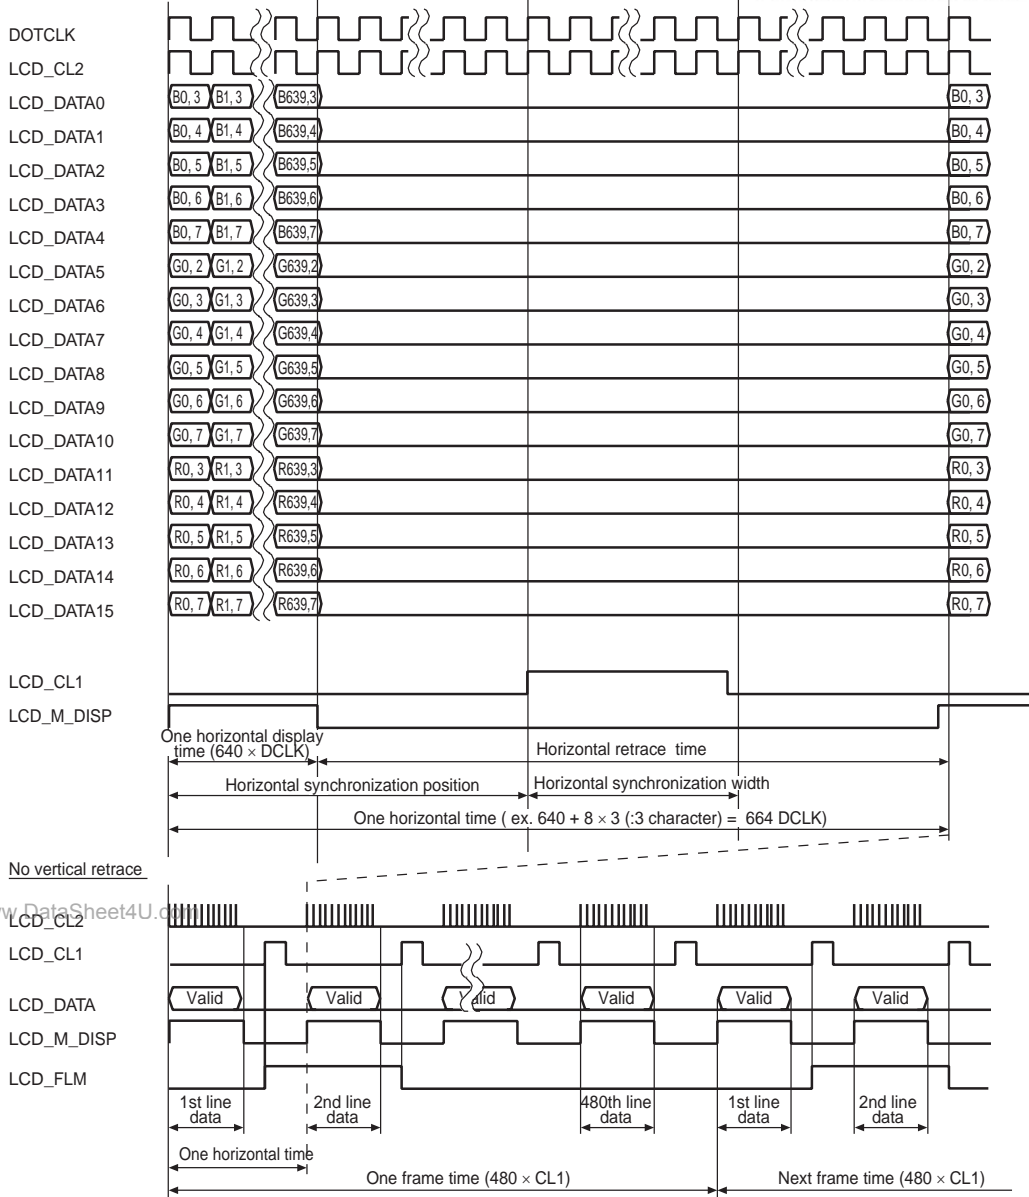 DOTCLK
LCD_CL2
LCD_DATA0 B0, 3 B1, 3 B639,3 B0, 3
LCD_DATA1 B0, 4 B1, 4 B639,4 B0, 4
LCD_DATA2 B0, 5 B1, 5 B639,5 B0, 5
LCD_DATA3 B0, 6 B1, 6 B639,6 B0, 6
LCD_DATA4 B0, 7 B1, 7 B639,7 B0, 7
LCD_DATA5 G0, 2 G1, 2 G639,2 G0, 2
LCD_DATA6 G0, 3 G1, 3 G639,3 G0, 3
LCD_DATA7 G0, 4 G1, 4 G639,4 G0, 4
LCD_DATA8 G0, 5 G1, 5 G639,5 G0, 5
LCD_DATA9 G0, 6 G1, 6 G639,6 G0, 6
LCD_DATA10 G0, 7 G1, 7 G639,7 G0, 7
LCD_DATA11 R0, 3 R1, 3 R639,3 R0, 3
LCD_DATA12 R0, 4 R1, 4 R639,4 R0, 4
LCD_DATA13 R0, 5 R1, 5 R639,5 R0, 5
LCD_DATA14 R0, 6 R1, 6 R639,6 R0, 6
LCD_DATA15 R0, 7 R1, 7 R639,7 R0, 7
LCD_CL1
LCD_M_DISP
One horizontal display
time (640 × DCLK)
Horizontal retrace time
Horizontal synchronization position
Horizontal synchronization width
One horizontal time ( ex. 640 + 8 × 3 (:3 character) = 664 DCLK)
No vertical retrace
w.DataSheet4U.com
LCD_CL2
LCD_CL1
LCD_DATA Valid Valid Valid Valid Valid Valid
LCD_M_DISP
LCD_FLM
1st line
data
2nd line
data
480th line
data
1st line
data
2nd line
data
One horizontal time
One frame time (480 × CL1)
Next frame time (480 × CL1)